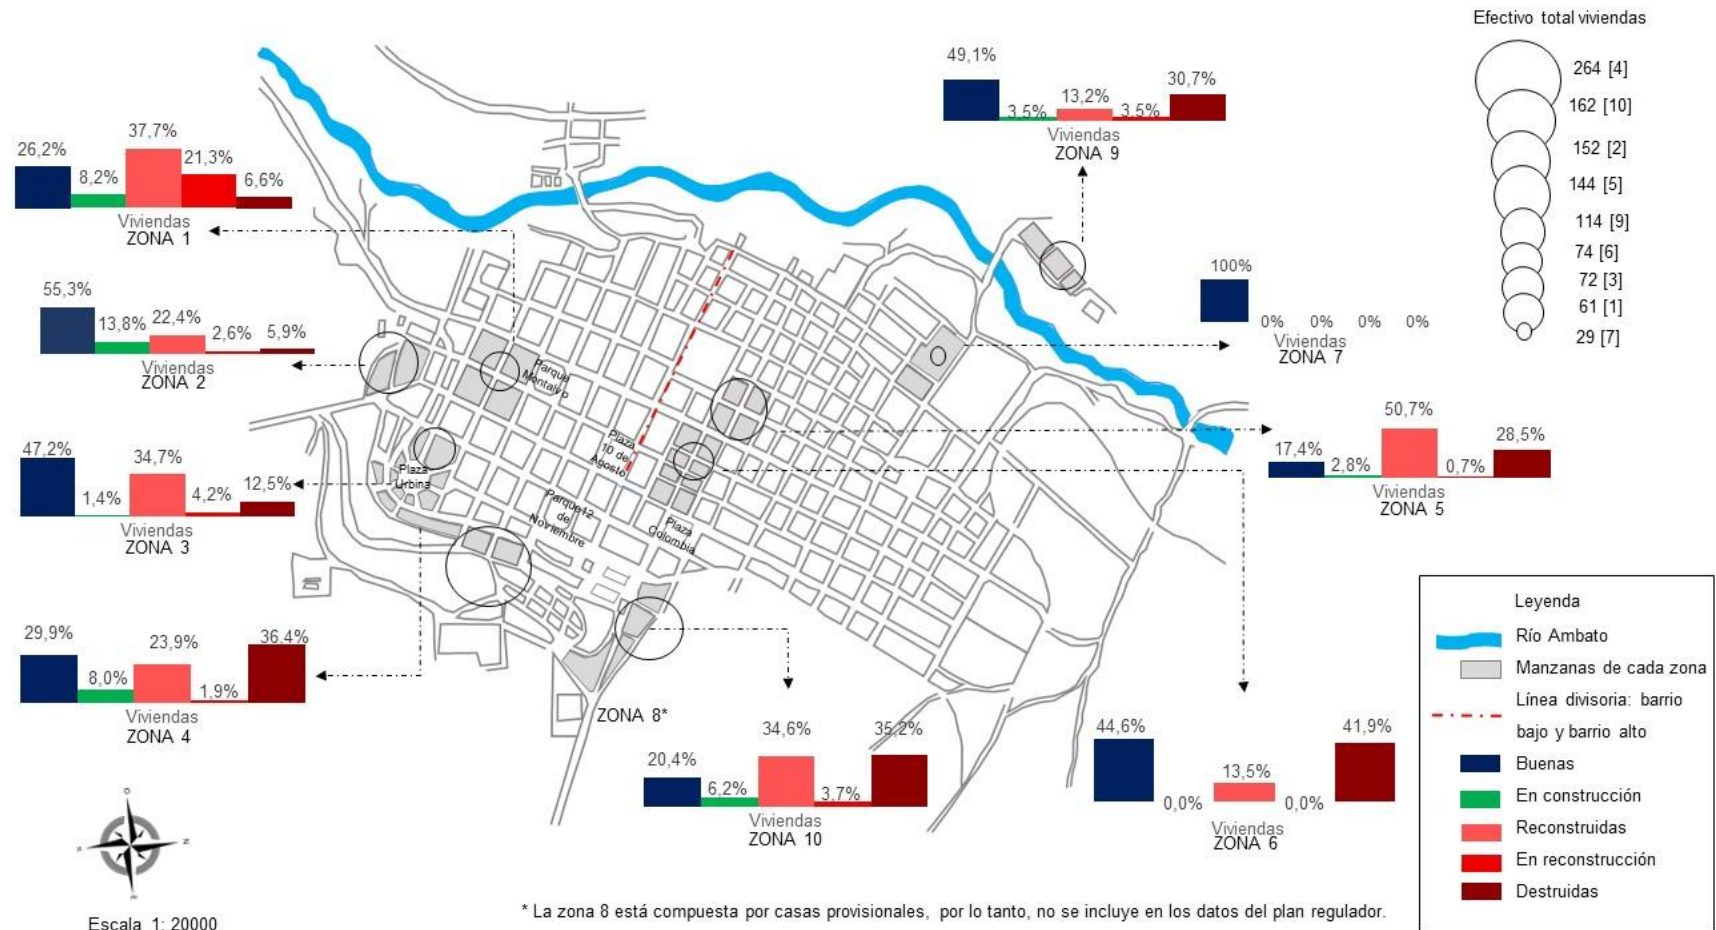 Efectivo total viviendas
264 [4]
162 [10]
152 [2]
144 [5]
114 [9]
74 [6]
72 [3]
61 [1]
29 [7]
49,1%
3,5%
13,2%
3,5%
30,7%
Viviendas
ZONA 9
26,2%
8,2%
37,7%
21,3%
6,6%
Viviendas
ZONA 1
55,3%
13,8%
22,4%
2,6%
5,9%
Viviendas
ZONA 2
100%
0%
0%
0%
0%
Viviendas
ZONA 7
Parque
Montalvo
Plaza
10 de
Agosto
Plaza
Urbina
Parque12
de
Noviembre
Plaza
Colombia
47,2%
1,4%
34,7%
4,2%
12,5%
Viviendas
ZONA 3
17,4%
2,8%
50,7%
0,7%
28,5%
Viviendas
ZONA 5
29,9%
8,0%
23,9%
1,9%
36,4%
Viviendas
ZONA 4
ZONA 8*
20,4%
6,2%
34,6%
3,7%
35,2%
Viviendas
ZONA 10
44,6%
0,0%
13,5%
0,0%
41,9%
Viviendas
ZONA 6
Leyenda
Río Ambato
Manzanas de cada zona
Línea divisoria: barrio
bajo y barrio alto
Buenas
En construcción
Reconstruidas
En reconstrucción
Destruidas
Escala 1: 20000
* La zona 8 está compuesta por casas provisionales, por lo tanto, no se incluye en los datos del plan regulador.